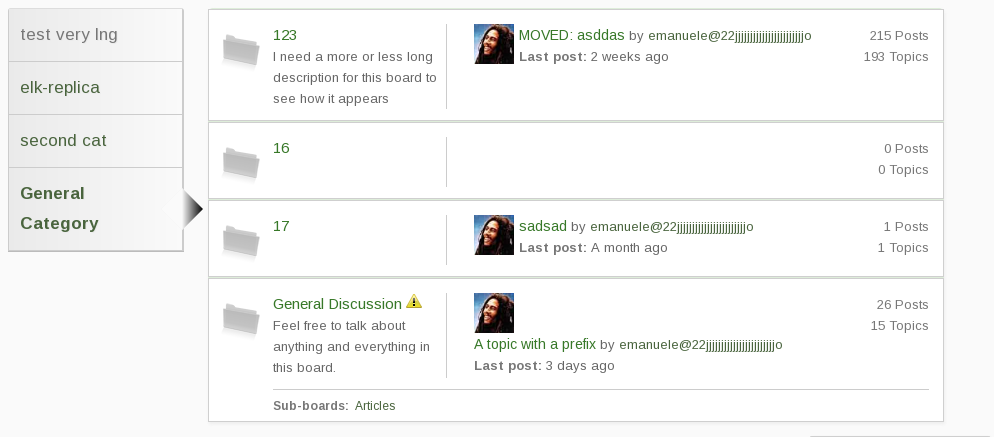 test very lng
elk-replica
second cat
General
Category
123
I need a more or less long
description for this board to
see how it appears
MOVED: asddas by emanuele@22jjjjjjjjjjjjjjjjjjjjjjjo
Last post: 2 weeks ago
215 Posts
193 Topics
16
0 Posts
0 Topics
17
sadsad by emanuele@22jjjjjjjjjjjjjjjjjjjjjjjo
Last post: A month ago
1 Posts
1 Topics
General Discussion
Feel free to talk about
anything and everything in
this board.
A topic with a prefix by emanuele@22jjjjjjjjjjjjjjjjjjjjjjjo
Last post: 3 days ago
26 Posts
15 Topics
Sub-boards: Articles